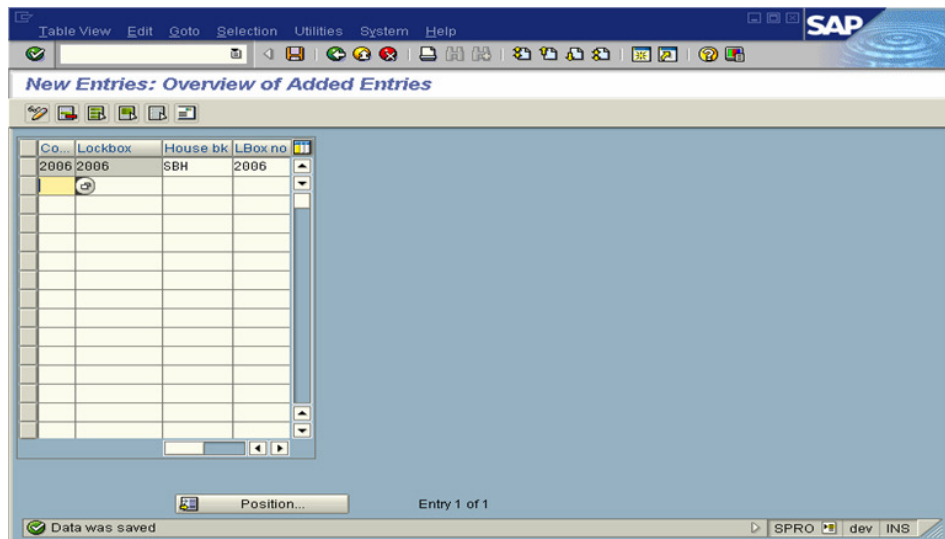 Table View Edit Goto Selection Utilities System Help
SAP
New Entries: Overview of Added Entries
Co... Lockbox House bk LBox no
2006 2006 SBH 2006
Position... Entry 1 of 1
Data was saved SPRO dev INS